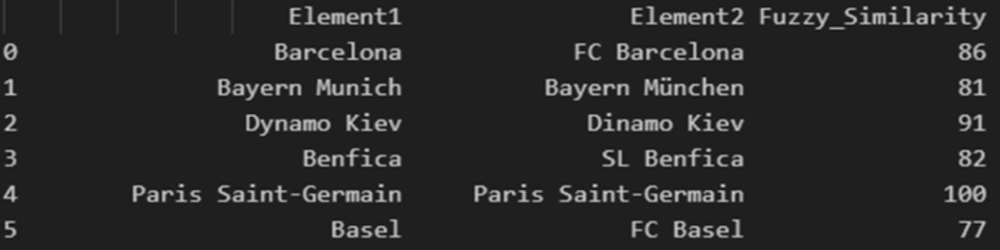 Element1 Element2 Fuzzy_Similarity
0 Barcelona FC Barcelona 86
1 Bayern Munich Bayern München 81
2 Dynamo Kiev Dinamo Kiev 91
3 Benfica SL Benfica 82
4 Paris Saint-Germain Paris Saint-Germain 100
5 Basel FC Basel 77